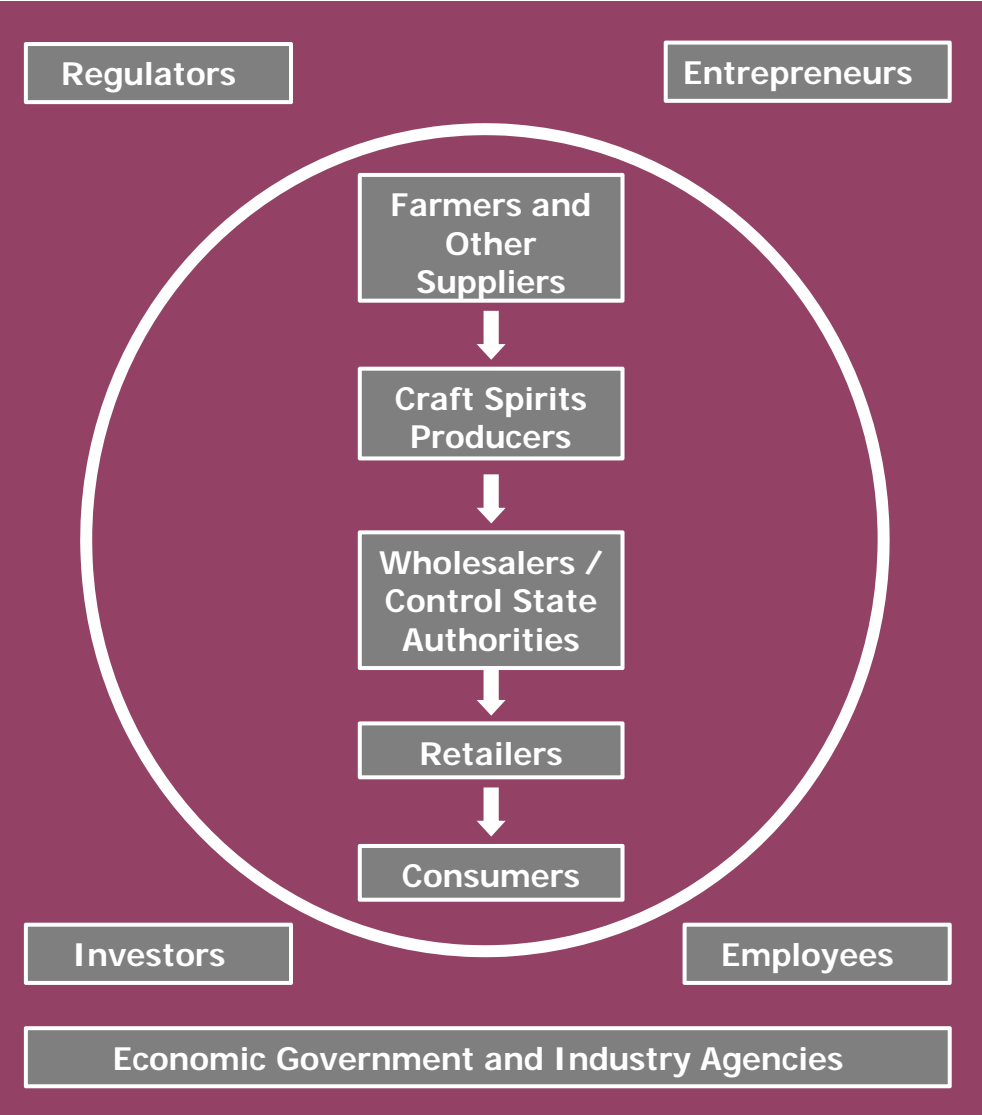 Regulators
Entrepreneurs
Farmers and
Other
Suppliers
Craft Spirits
Producers
Wholesalers /
Control State
Authorities
Retailers
Consumers
Investors
Employees
Economic Government and Industry Agencies